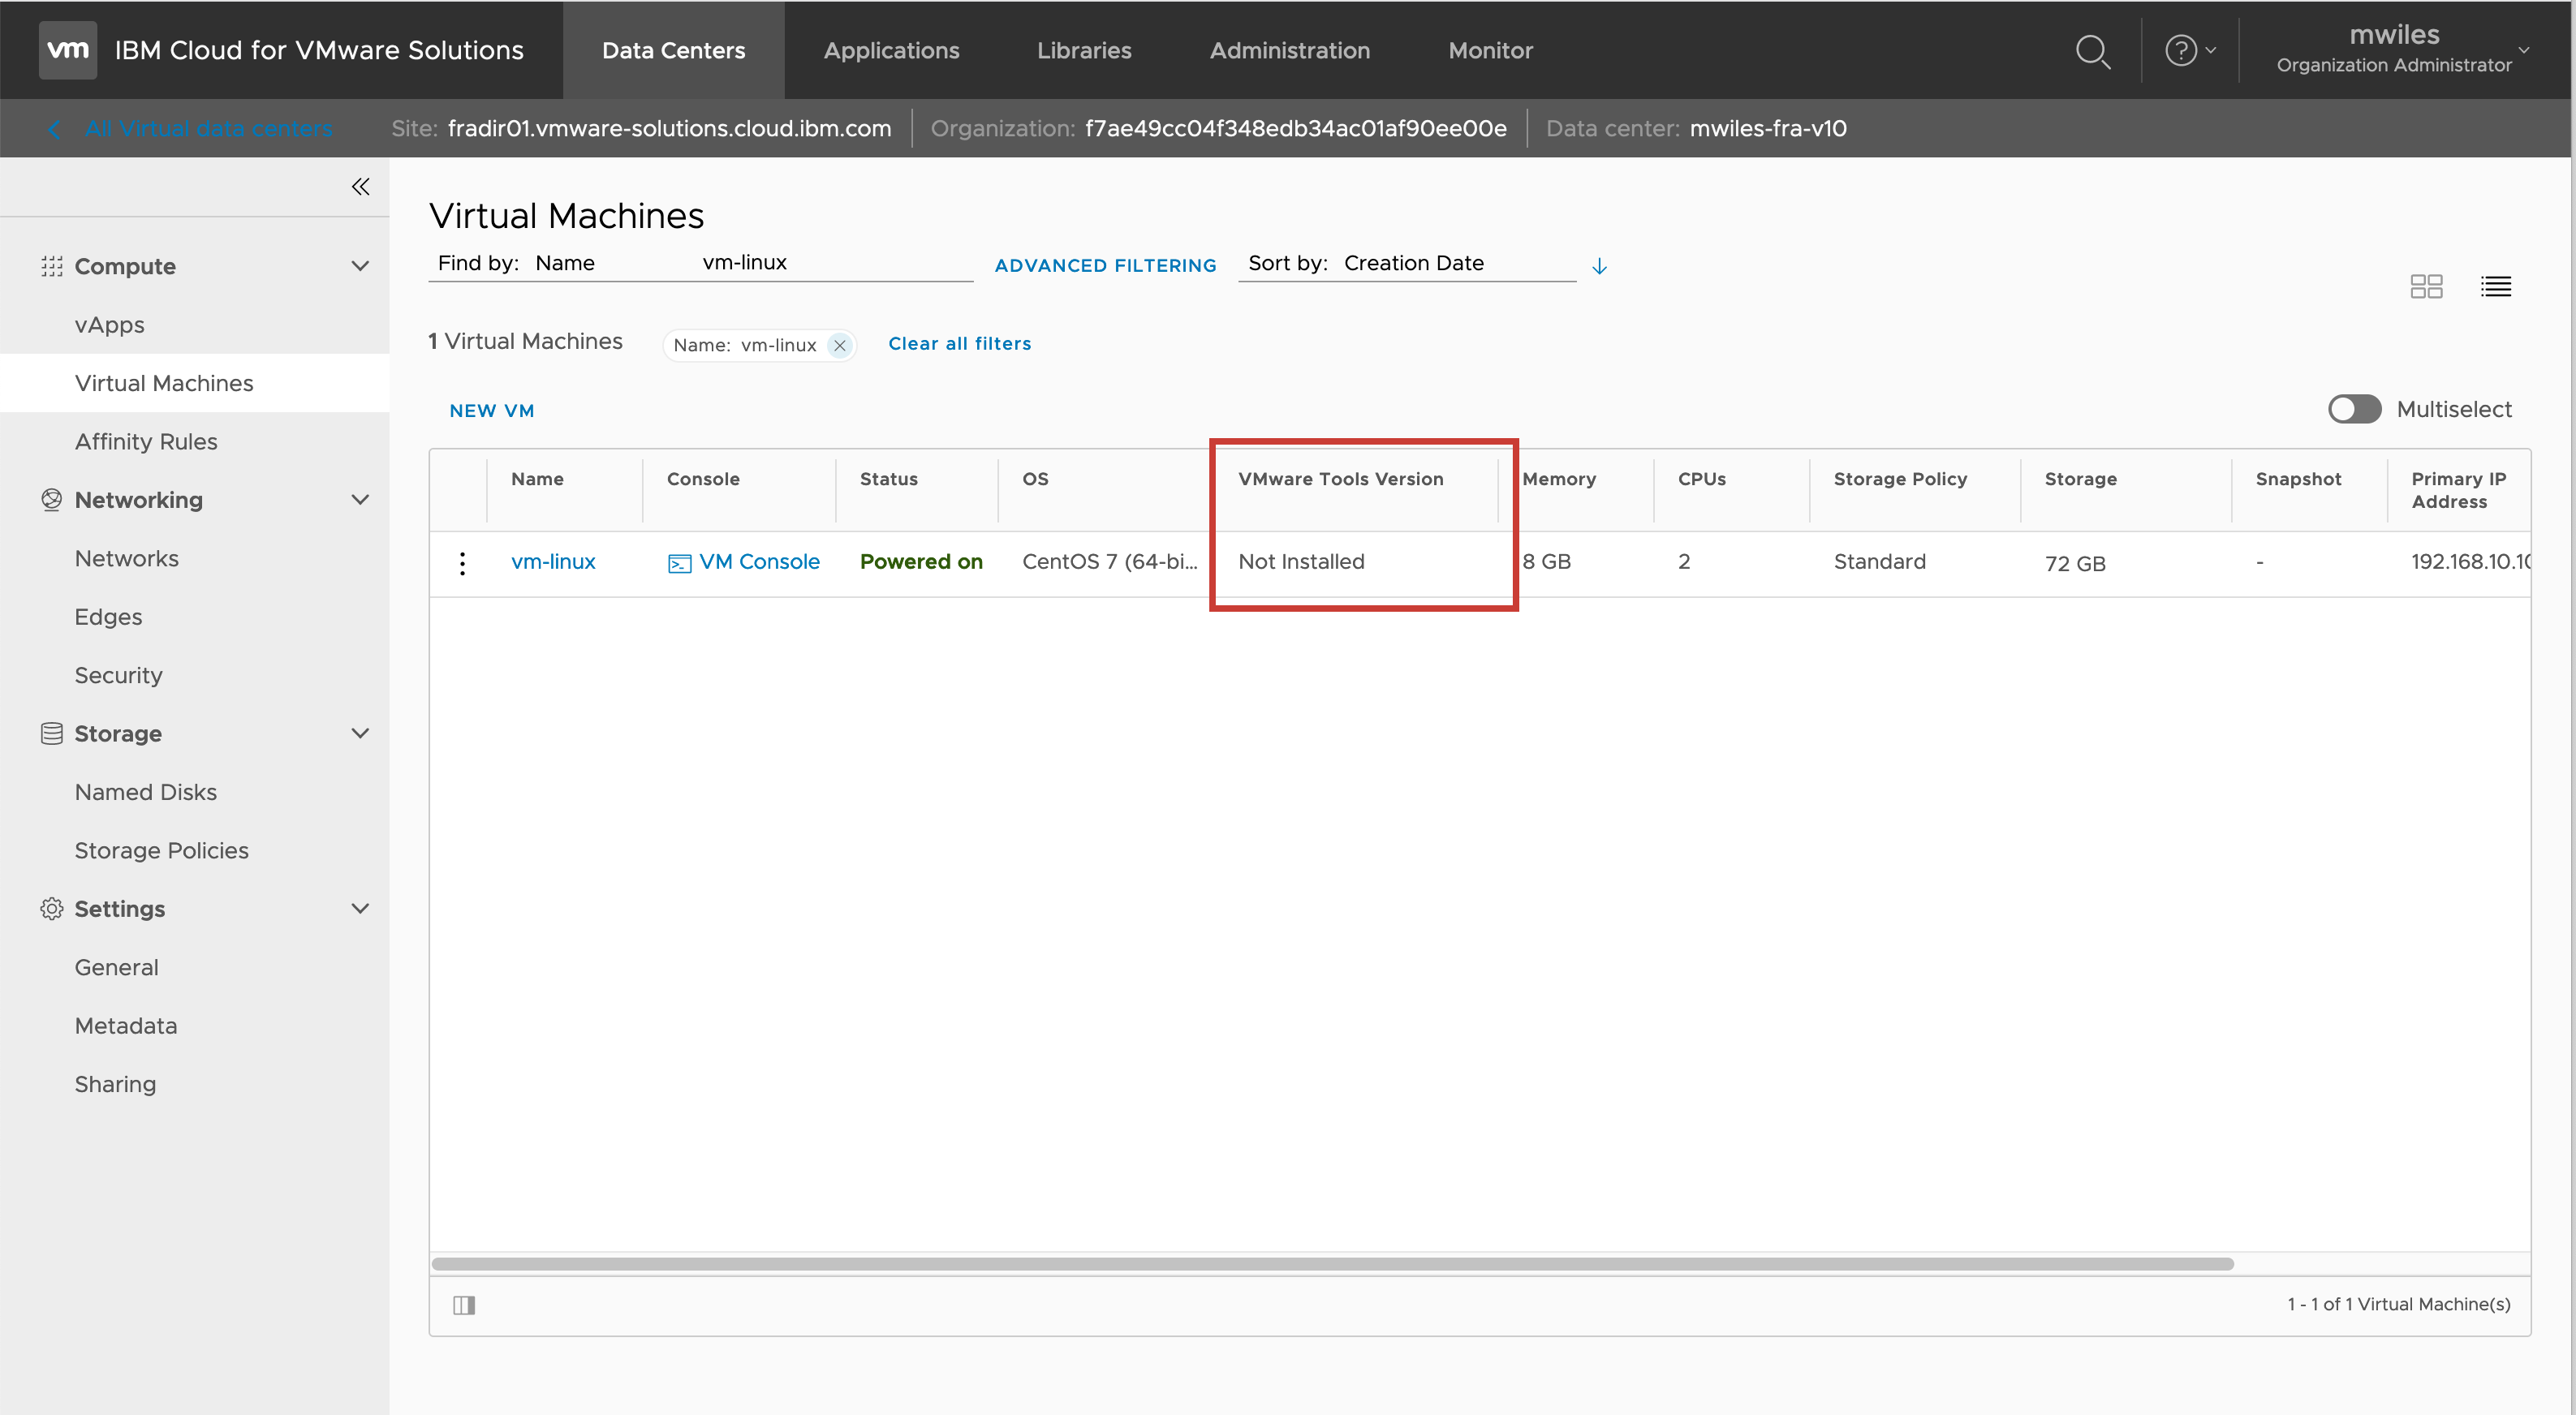 vm IBM Cloud for VMware Solutions Data Centers Applications Libraries Administration Monitor ? mwiles
Organization Administrator
All Virtual data centers Site: fradir01.vmware-solutions.cloud.ibm.com Organization: f7ae49cc04f348edb34ac01af90ee00e Data center: mwiles-fra-v10
Compute
vApps
Virtual Machines
Affinity Rules
Networking
Networks
Edges
Security
Storage
Named Disks
Storage Policies
Settings
General
Metadata
Sharing
Virtual Machines
Find by: Name vm-linux ADVANCED FILTERING Sort by: Creation Date
1 Virtual Machines Name: vm-linux Clear all filters
NEW VM Multiselect
Name Console Status OS VMware Tools Version Memory CPUs Storage Policy Storage Snapshot Primary IP
Address
vm-linux VM Console Powered on CentOS 7 (64-bi... Not Installed 8 GB 2 Standard 72 GB - 192.168.10.10
1 - 1 of 1 Virtual Machine(s)